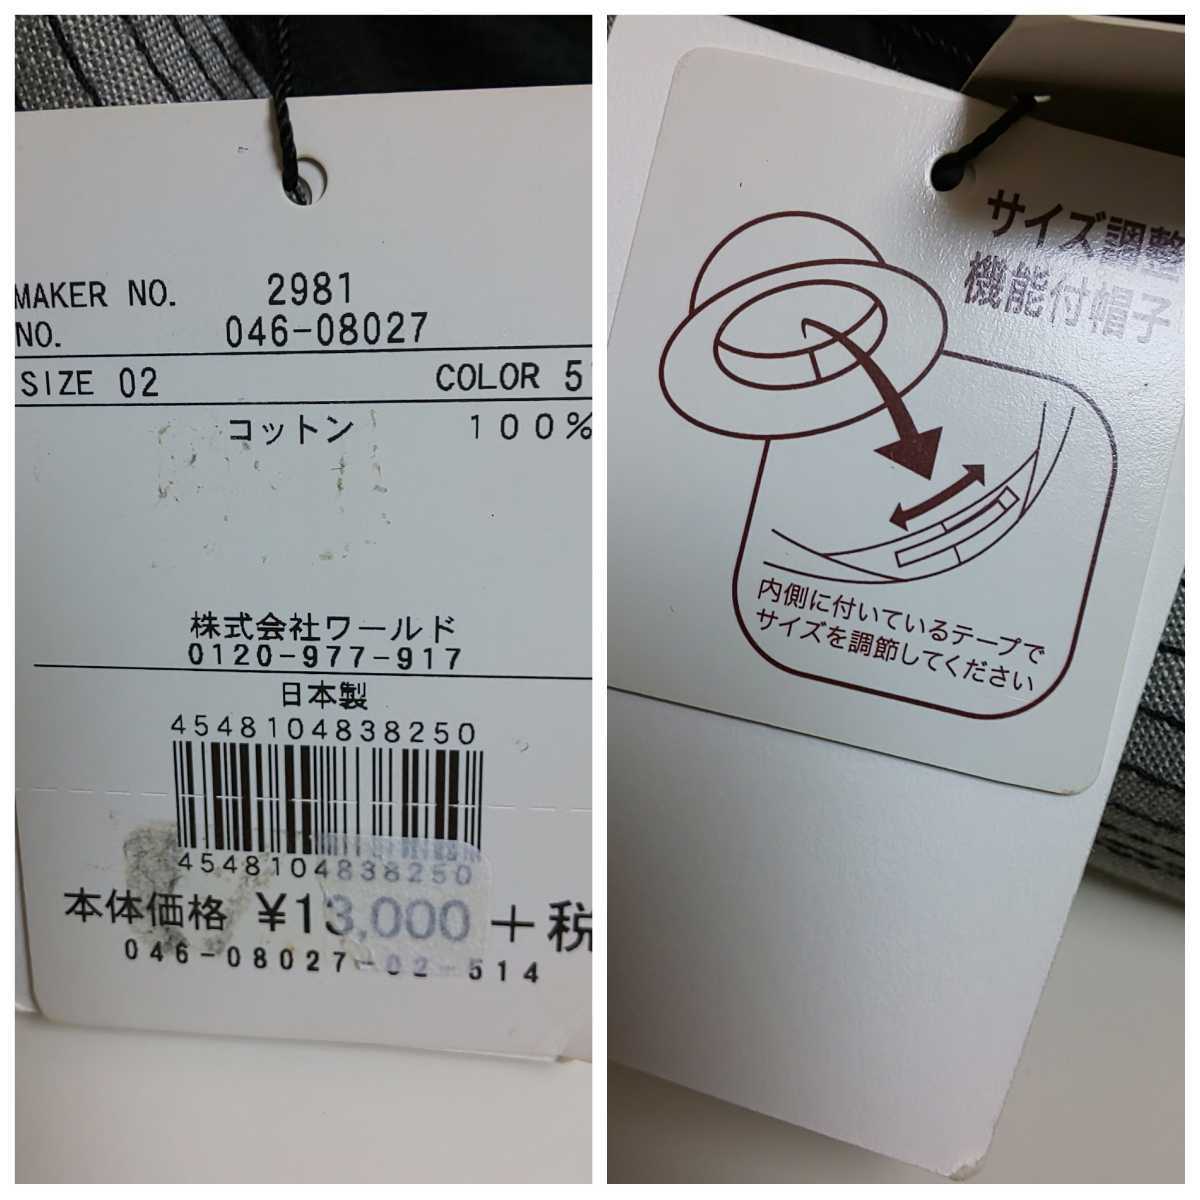 MAKER NO. 2981
NO. 046-08027
SIZE 02 COLOR 5
コットン 100%
株式会社ワールド
0120-977-917
日本製
4548104838250
4548104838250
本体価格 ¥13,000+税
046-08027-02-514
サイズ調整
機能付帽子
内側に付いているテープで
サイズを調節してください